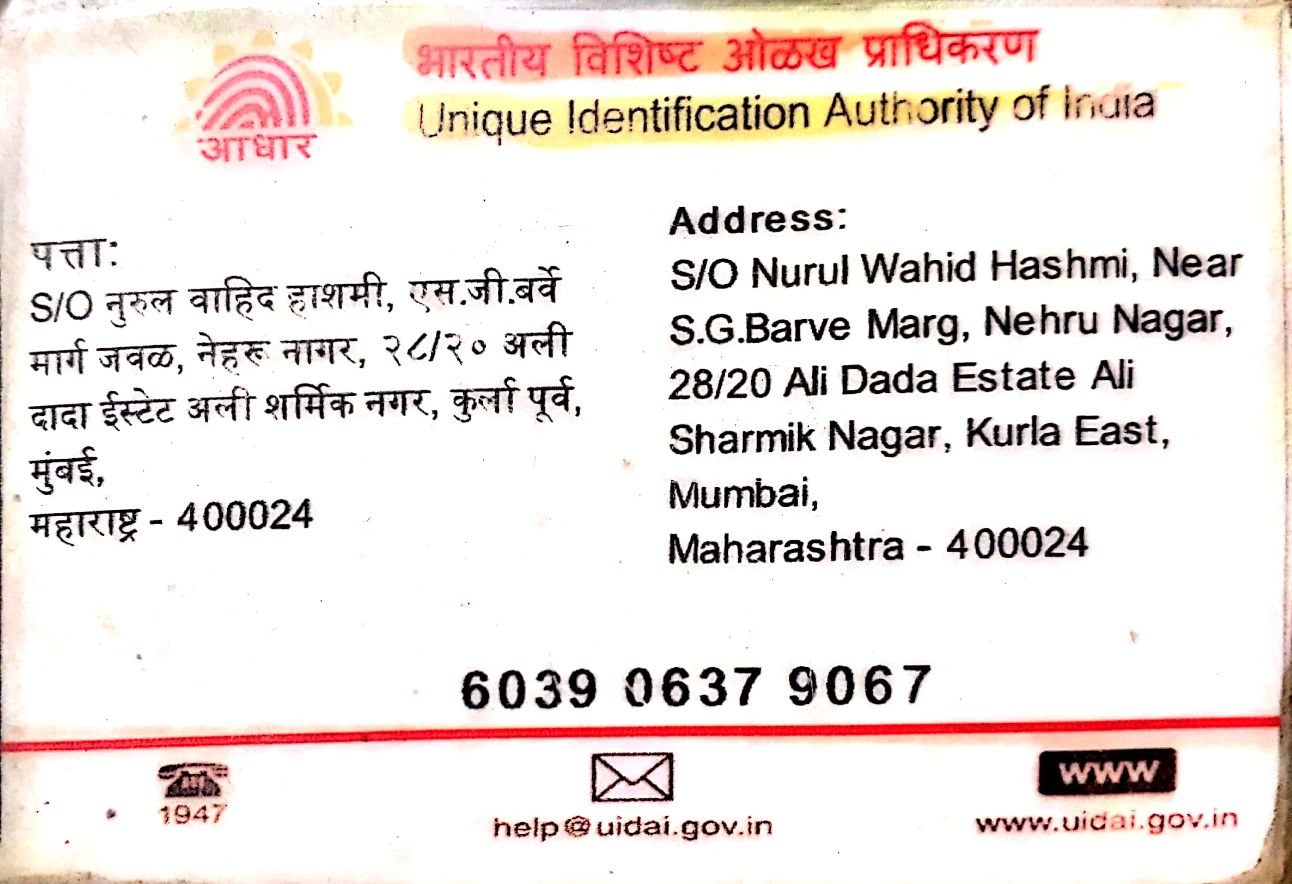 भारतीय विशिष्ट ओळख प्राधिकरण
Unique Identification Authority of India
आधार
पत्ता:
S/O नुरुल वाहिद हाशमी, एस.जी.बर्वे
मार्ग जवळ, नेहरू नागर, २८/२० अली
दादा ईस्टेट अली शर्मिक नगर, कुर्ला पूर्व,
मुंबई,
महाराष्ट्र - 400024
Address:
S/O Nurul Wahid Hashmi, Near
S.G.Barve Marg, Nehru Nagar,
28/20 Ali Dada Estate Ali
Sharmik Nagar, Kurla East,
Mumbai,
Maharashtra - 400024
6039 0637 9067
1947
help@uidai.gov.in
www
www.uidai.gov.in